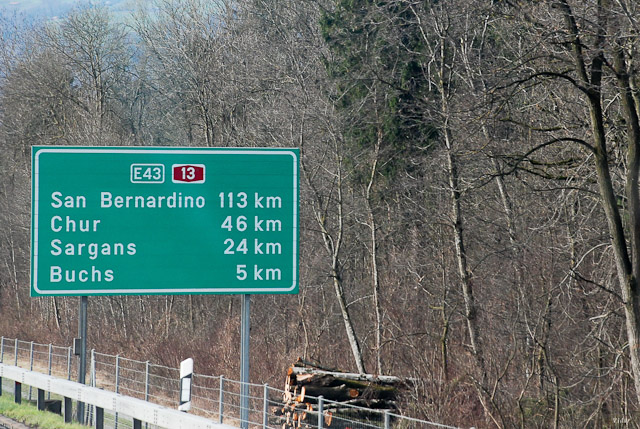 E43 13
San Bernardino 113 km
Chur 46 km
Sargans 24 km
Buchs 5 km